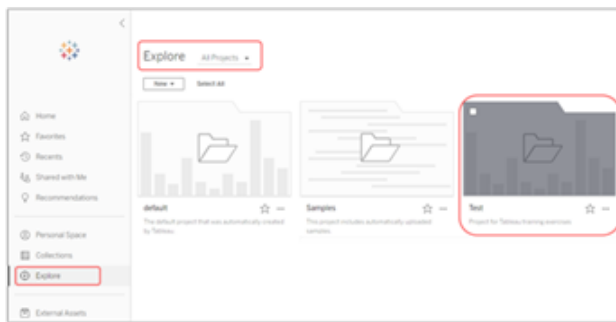 Explore All Projects
New Select All
Home
Favorites
Recents
Shared with Me
Recommendations
Personal Space
Collections
Explore
External Assets
default
The default project that was automatically created
by Tableau.
Samples
This project includes automatically uploaded
samples.
Test
Project for Tableau training exercises